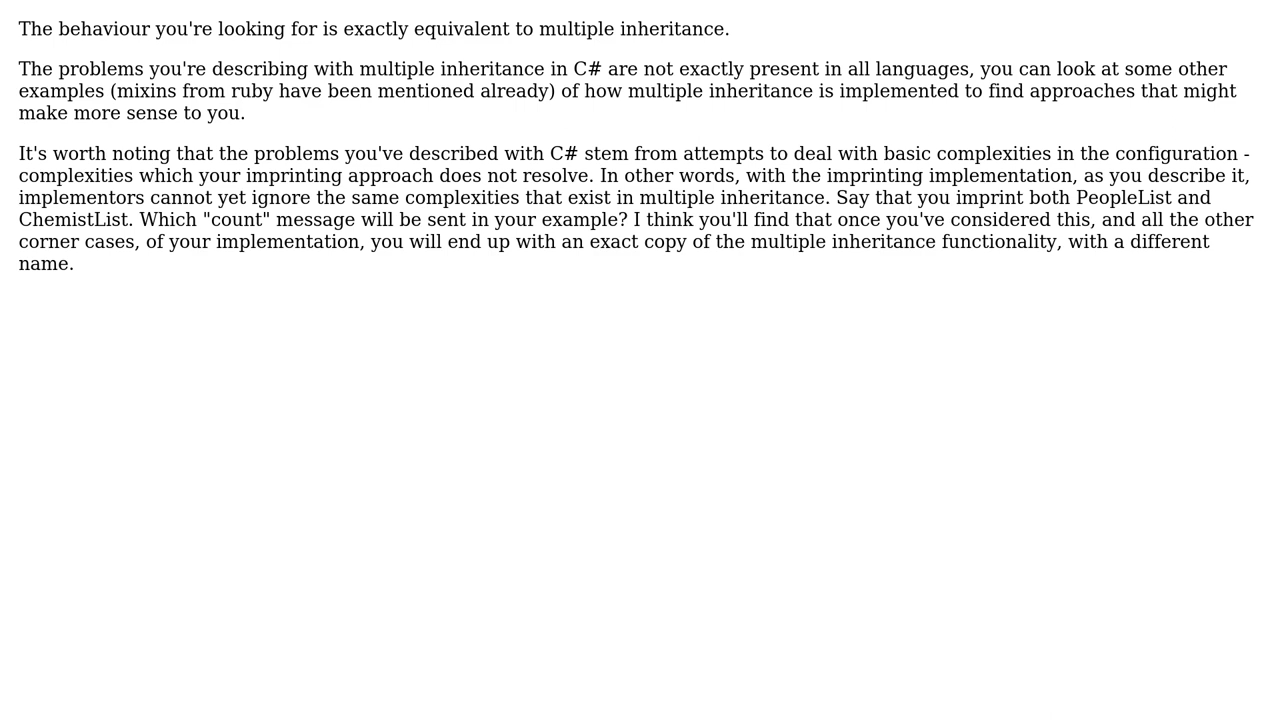 The behaviour you're looking for is exactly equivalent to multiple inheritance.
The problems you're describing with multiple inheritance in C# are not exactly present in all languages, you can look at some other
examples (mixins from ruby have been mentioned already) of how multiple inheritance is implemented to find approaches that might
make more sense to you.
It's worth noting that the problems you've described with C# stem from attempts to deal with basic complexities in the configuration -
complexities which your imprinting approach does not resolve. In other words, with the imprinting implementation, as you describe it,
implementors cannot yet ignore the same complexities that exist in multiple inheritance. Say that you imprint both PeopleList and
ChemistList. Which "count" message will be sent in your example? I think you'll find that once you've considered this, and all the other
corner cases, of your implementation, you will end up with an exact copy of the multiple inheritance functionality, with a different
name.